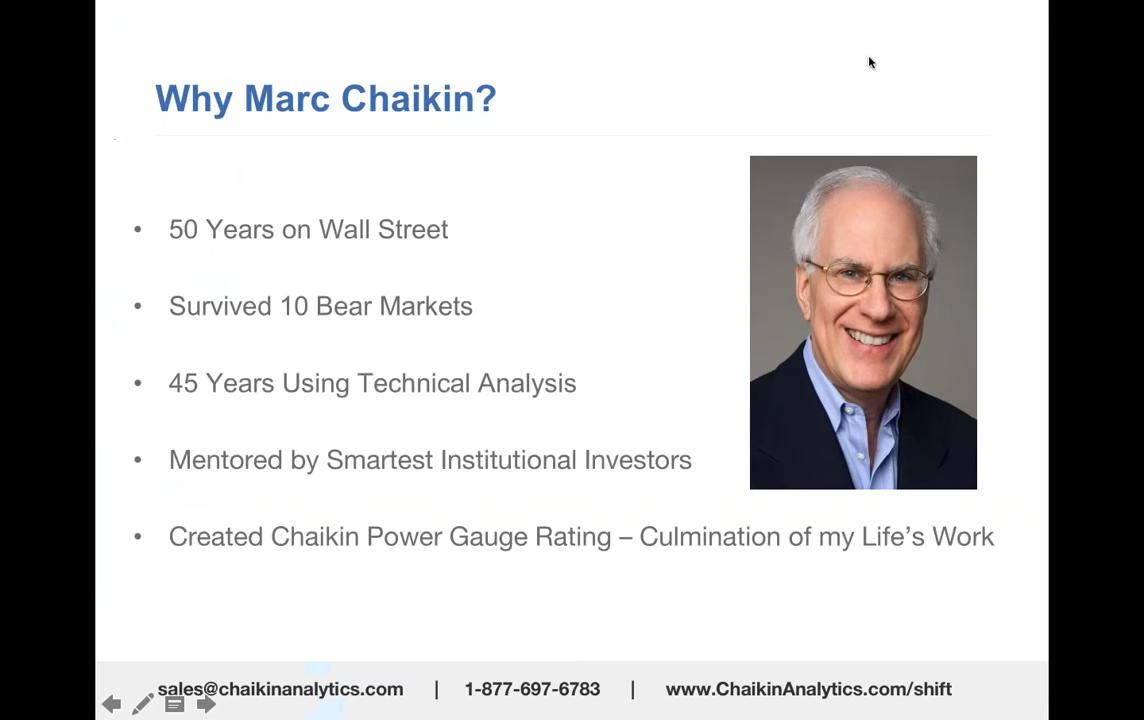 Why Marc Chaikin?
• 50 Years on Wall Street
• Survived 10 Bear Markets
• 45 Years Using Technical Analysis
• Mentored by Smartest Institutional Investors
• Created Chaikin Power Gauge Rating – Culmination of my Life’s Work
sales@chaikinanalytics.com | 1-877-697-6783 | www.ChaikinAnalytics.com/shift